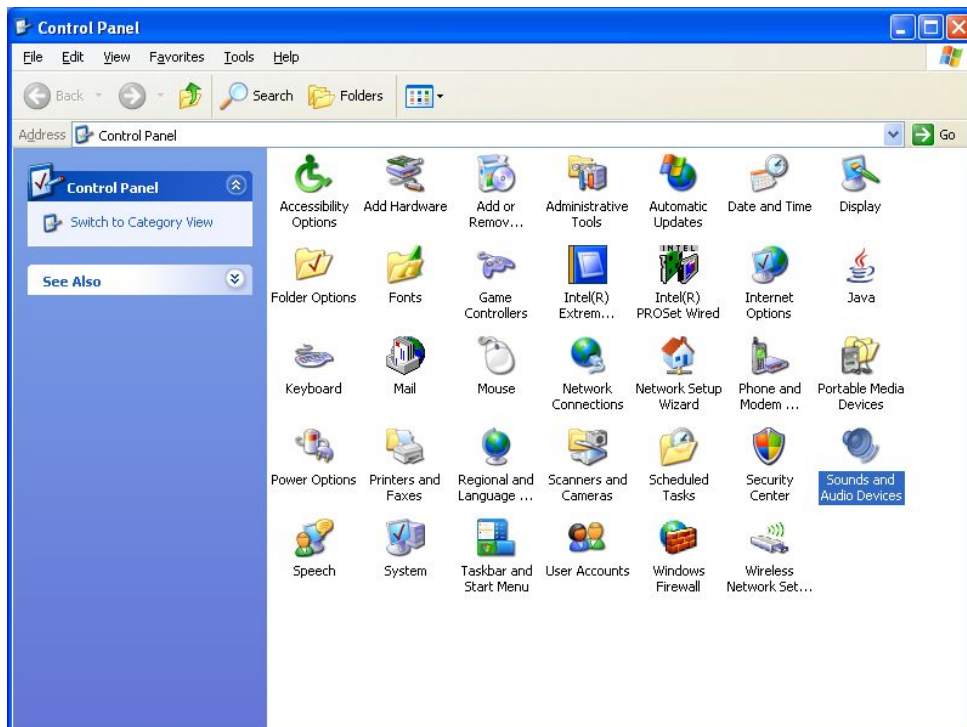 Control Panel
File Edit View Favorites Tools Help
Back Search Folders
Address Control Panel Go
Control Panel
Switch to Category View
See Also
Accessibility Options
Add Hardware
Add or Remov...
Administrative Tools
Automatic Updates
Date and Time
Display
Folder Options
Fonts
Game Controllers
Intel(R) Extrem...
INTEL
Intel(R) PROSet Wired
Internet Options
Java
Keyboard
Mail
Mouse
Network Connections
Network Setup Wizard
Phone and Modem ...
Portable Media Devices
Power Options
Printers and Faxes
Regional and Language ...
Scanners and Cameras
Scheduled Tasks
Security Center
Sounds and Audio Devices
Speech
System
Taskbar and Start Menu
User Accounts
Windows Firewall
Wireless Network Set...